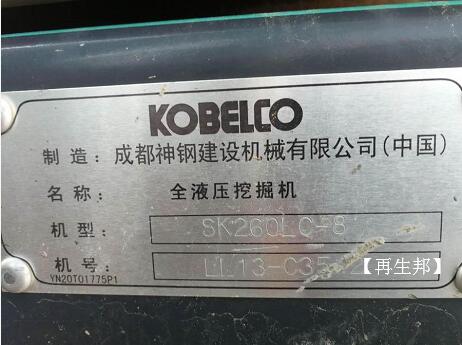 KOBELCO
制造：成都神钢建设机械有限公司(中国)
名称：全液压挖掘机
机型：SK260LC-8
机号：LL13-C35
【再生邦】
YN20T01775P1